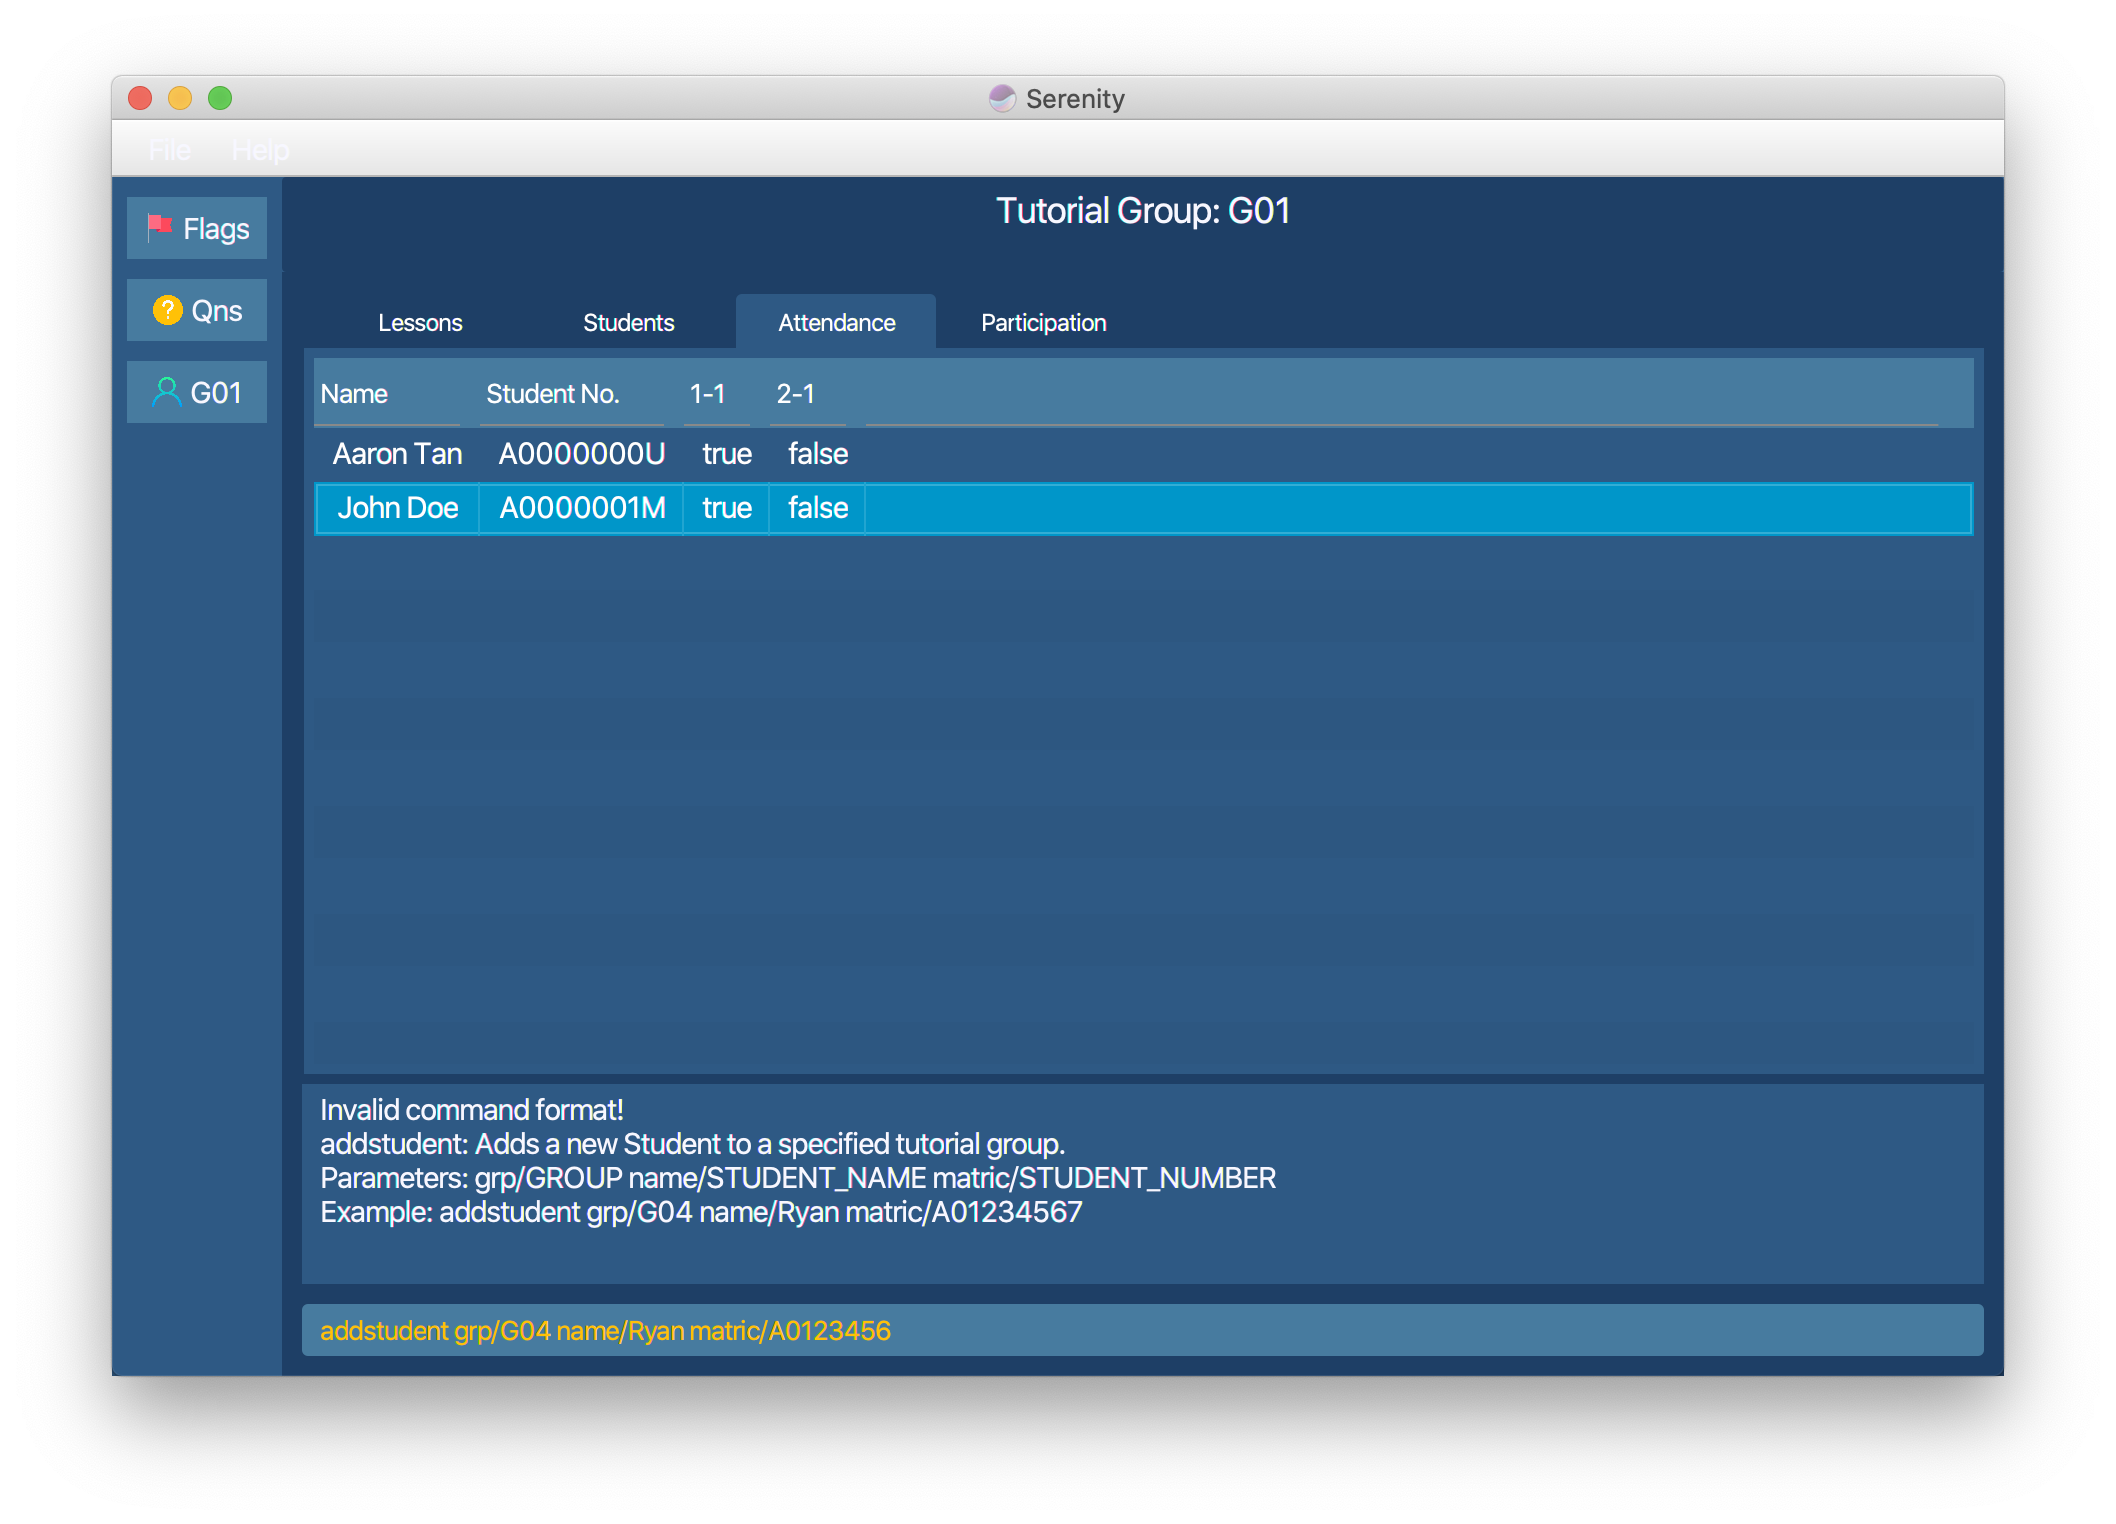 Serenity
File Help
Flags
Qns
G01
Tutorial Group: G01
Lessons Students Attendance Participation
Name Student No. 1-1 2-1
Aaron Tan A0000000U true false
John Doe A0000001M true false
Invalid command format!
addstudent: Adds a new Student to a specified tutorial group.
Parameters: grp/GROUP name/STUDENT_NAME matric/STUDENT_NUMBER
Example: addstudent grp/G04 name/Ryan matric/A01234567
addstudent grp/G04 name/Ryan matric/A0123456